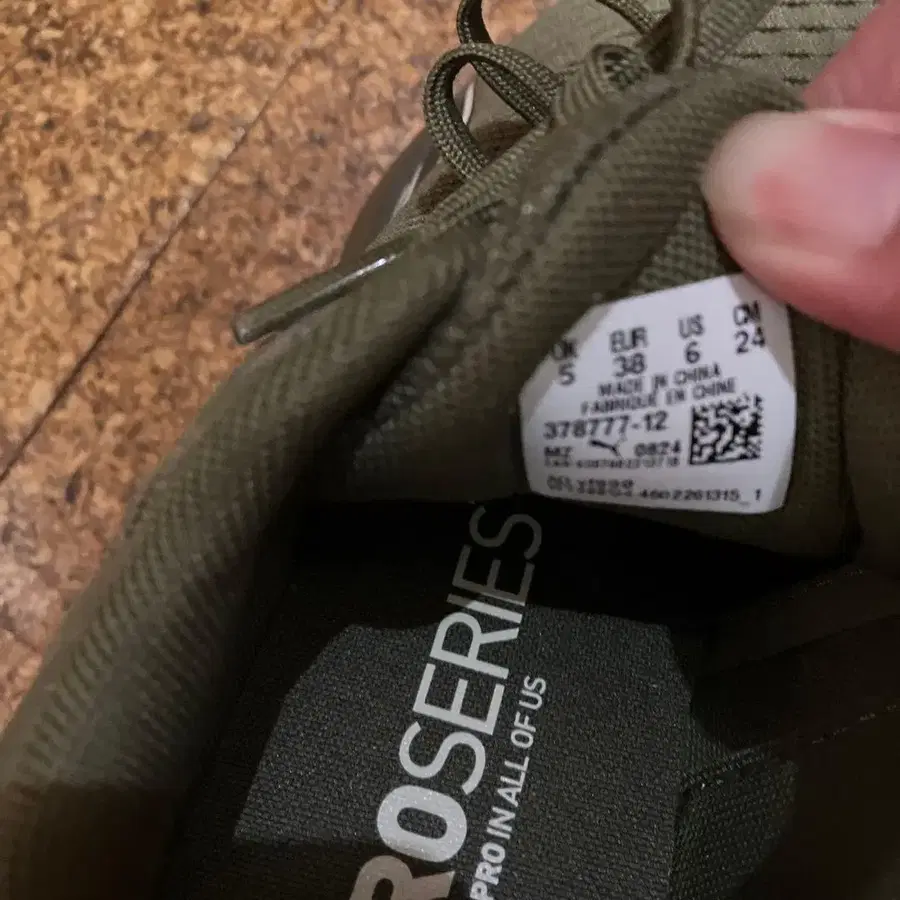 UK EUR US CM
5 38 6 24
MADE IN CHINA
FABRIQUE EN CHINE
378777-12
0824
4602261315_1
ROSERIES
PRO IN ALL OF US